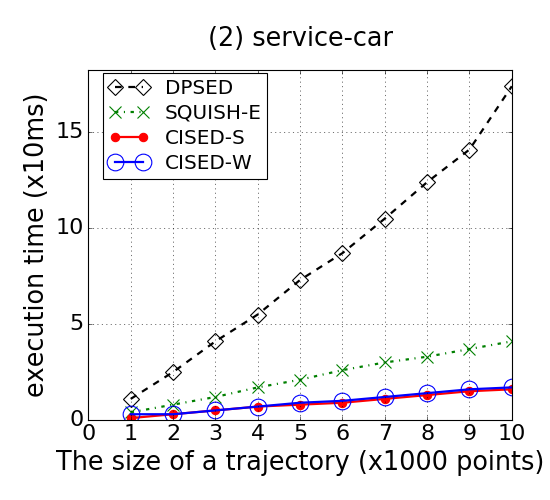 (2) service-car
DPSED
SQUISH-E
CISED-S
CISED-W
execution time (x10ms)
15
10
5
0
0 1 2 3 4 5 6 7 8 9 10
The size of a trajectory (x1000 points)